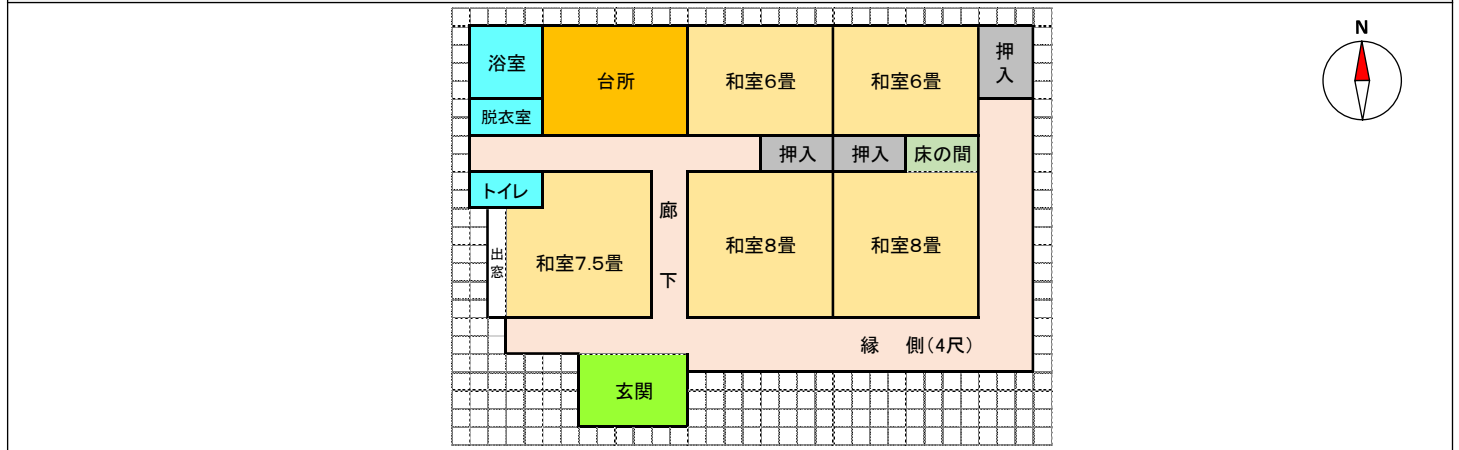 N
浴室
台所
和室6畳
和室6畳
押
入
脱衣室
押入
押入
床の間
トイレ
廊
下
和室8畳
和室8畳
出
窓
和室7.5畳
縁 側(4尺)
玄関